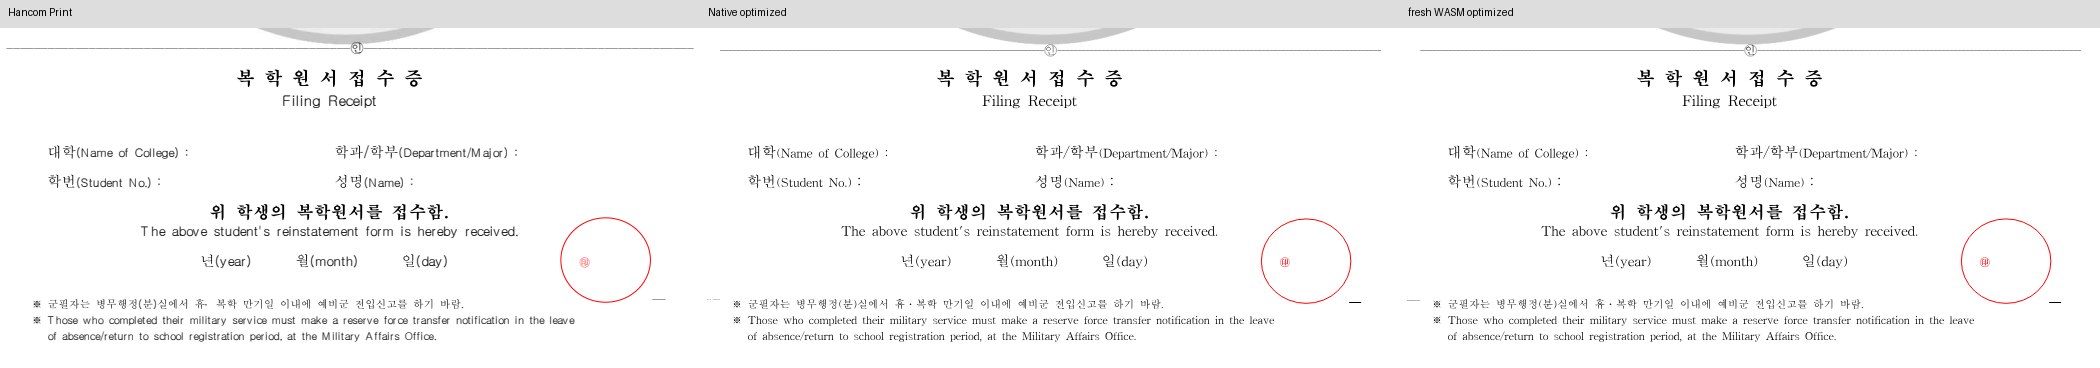 Hancom Print
㊞
복 학 원 서 접 수 증
Filing Receipt
대학(Name of College) : 학과/학부(Department/Major) :
학번(Student No.) : 성명(Name) :
위 학생의 복학원서를 접수함.
The above student's reinstatement form is hereby received.
년(year) 월(month) 일(day)
㊞
※ 군필자는 병무행정(분)실에서 휴· 복학 만기일 이내에 예비군 전입신고를 하기 바람.
※ Those who completed their military service must make a reserve force transfer notification in the leave
of absence/return to school registration period, at the Military Affairs Office.
Native optimized
㊞
복 학 원 서 접 수 증
Filing Receipt
대학(Name of College) : 학과/학부(Department/Major) :
학번(Student No.) : 성명(Name) :
위 학생의 복학원서를 접수함.
The above student's reinstatement form is hereby received.
년(year) 월(month) 일(day)
㊞
※ 군필자는 병무행정(분)실에서 휴·복학 만기일 이내에 예비군 전입신고를 하기 바람.
※ Those who completed their military service must make a reserve force transfer notification in the leave
of absence/return to school registration period, at the Military Affairs Office.
fresh WASM optimized
㊞
복 학 원 서 접 수 증
Filing Receipt
대학(Name of College) : 학과/학부(Department/Major) :
학번(Student No.) : 성명(Name) :
위 학생의 복학원서를 접수함.
The above student's reinstatement form is hereby received.
년(year) 월(month) 일(day)
㊞
※ 군필자는 병무행정(분)실에서 휴·복학 만기일 이내에 예비군 전입신고를 하기 바람.
※ Those who completed their military service must make a reserve force transfer notification in the leave
of absence/return to school registration period, at the Military Affairs Office.